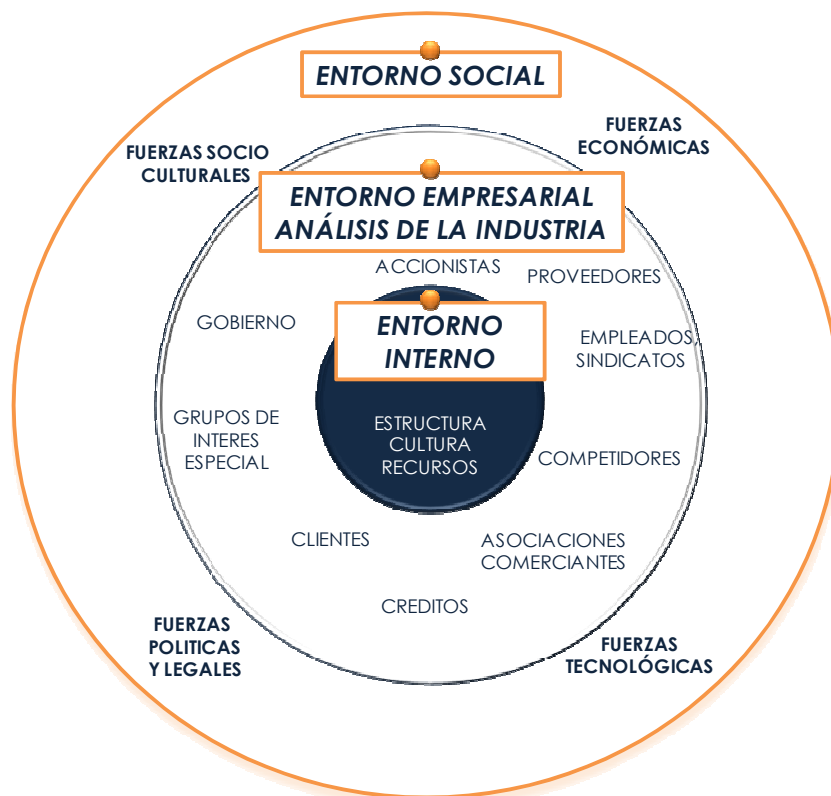 ENTORNO SOCIAL
FUERZAS SOCIO
CULTURALES
FUERZAS
ECONÓMICAS
ENTORNO EMPRESARIAL
ANÁLISIS DE LA INDUSTRIA
ACCIONISTAS
PROVEEDORES
GOBIERNO
ENTORNO
INTERNO
EMPLEADOS
SINDICATOS
GRUPOS DE
INTERES
ESPECIAL
ESTRUCTURA
CULTURA
RECURSOS
COMPETIDORES
CLIENTES
ASOCIACIONES
COMERCIANTES
CREDITOS
FUERZAS
POLITICAS
Y LEGALES
FUERZAS
TECNOLÓGICAS